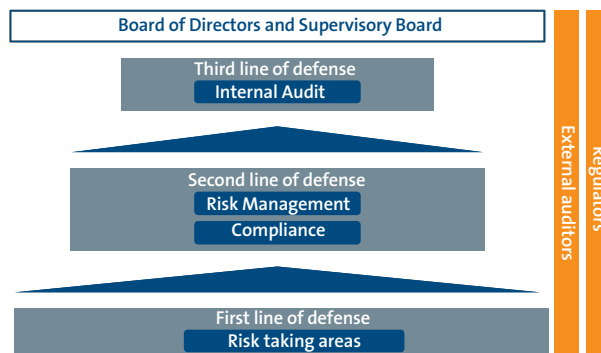 Board of Directors and Supervisory Board
Third line of defense
Internal Audit
Second line of defense
Risk Management
Compliance
First line of defense
Risk taking areas
External auditors
Regulators